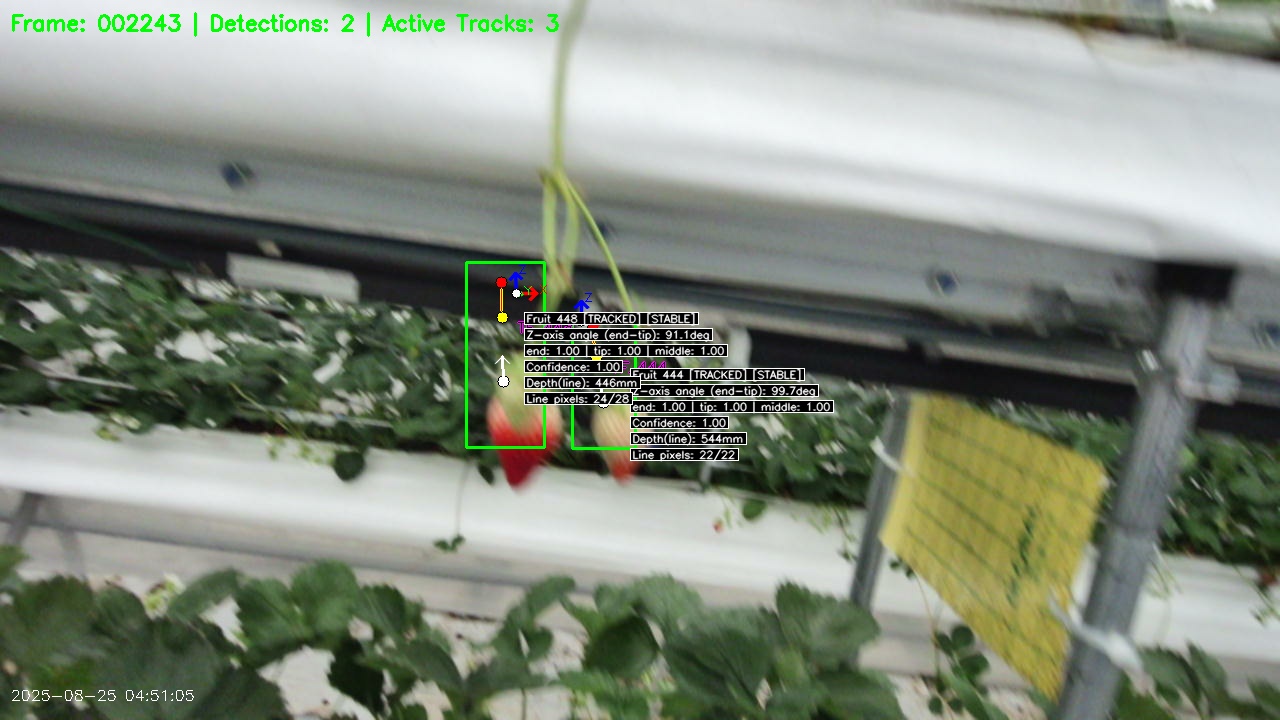 Frame: 002243 | Detections: 2 | Active Tracks: 3
Z
Z
Fruit 448 [TRACKED] [STABLE]
Z-axis angle (end-tip): 91.1deg
end: 1.00 | tip: 1.00 | middle: 1.00
Confidence: 1.00
Depth(line): 446mm
Line pixels: 24/28
Fruit 444 [TRACKED] [STABLE]
Z-axis angle (end-tip): 99.7deg
end: 1.00 | tip: 1.00 | middle: 1.00
Confidence: 1.00
Depth(line): 544mm
Line pixels: 22/22
2025-08-25 04:51:05